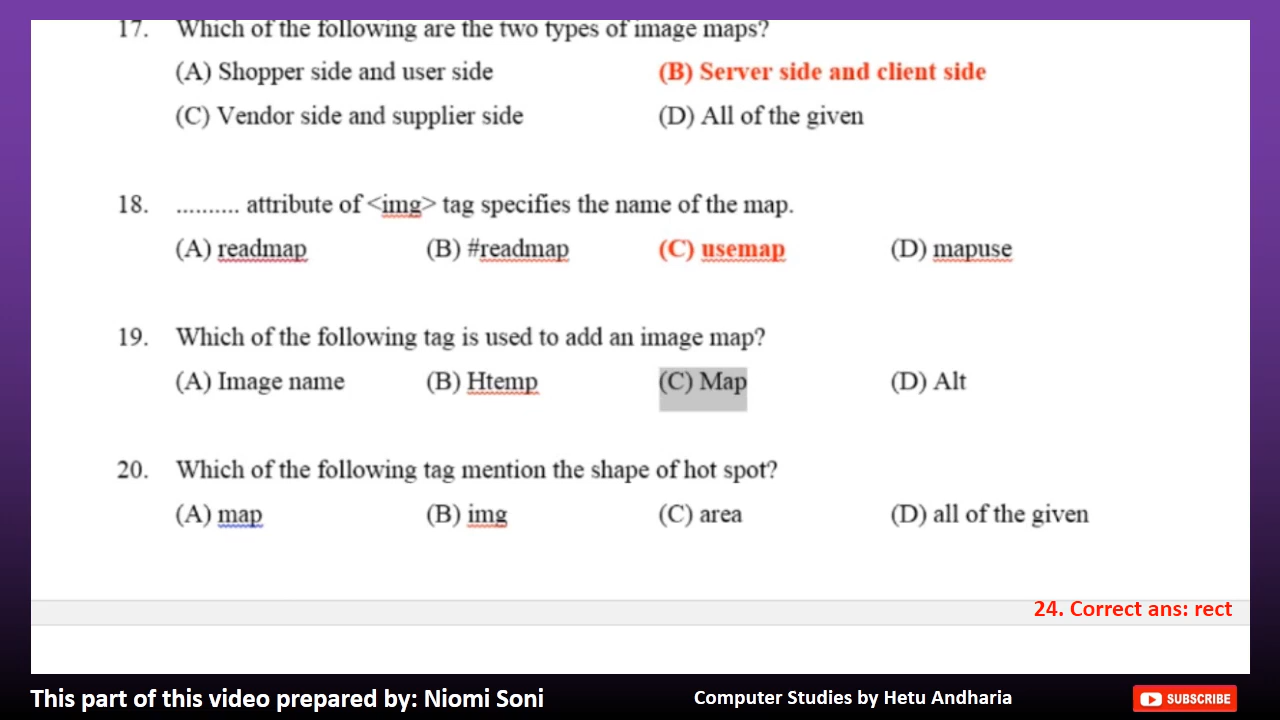 17. Which of the following are the two types of image maps?
(A) Shopper side and user side (B) Server side and client side
(C) Vendor side and supplier side (D) All of the given
18. .......... attribute of <img> tag specifies the name of the map.
(A) readmap (B) #readmap (C) usemap (D) mapuse
19. Which of the following tag is used to add an image map?
(A) Image name (B) Htemp (C) Map (D) Alt
20. Which of the following tag mention the shape of hot spot?
(A) map (B) img (C) area (D) all of the given
24. Correct ans: rect
This part of this video prepared by: Niomi Soni Computer Studies by Hetu Andharia SUBSCRIBE